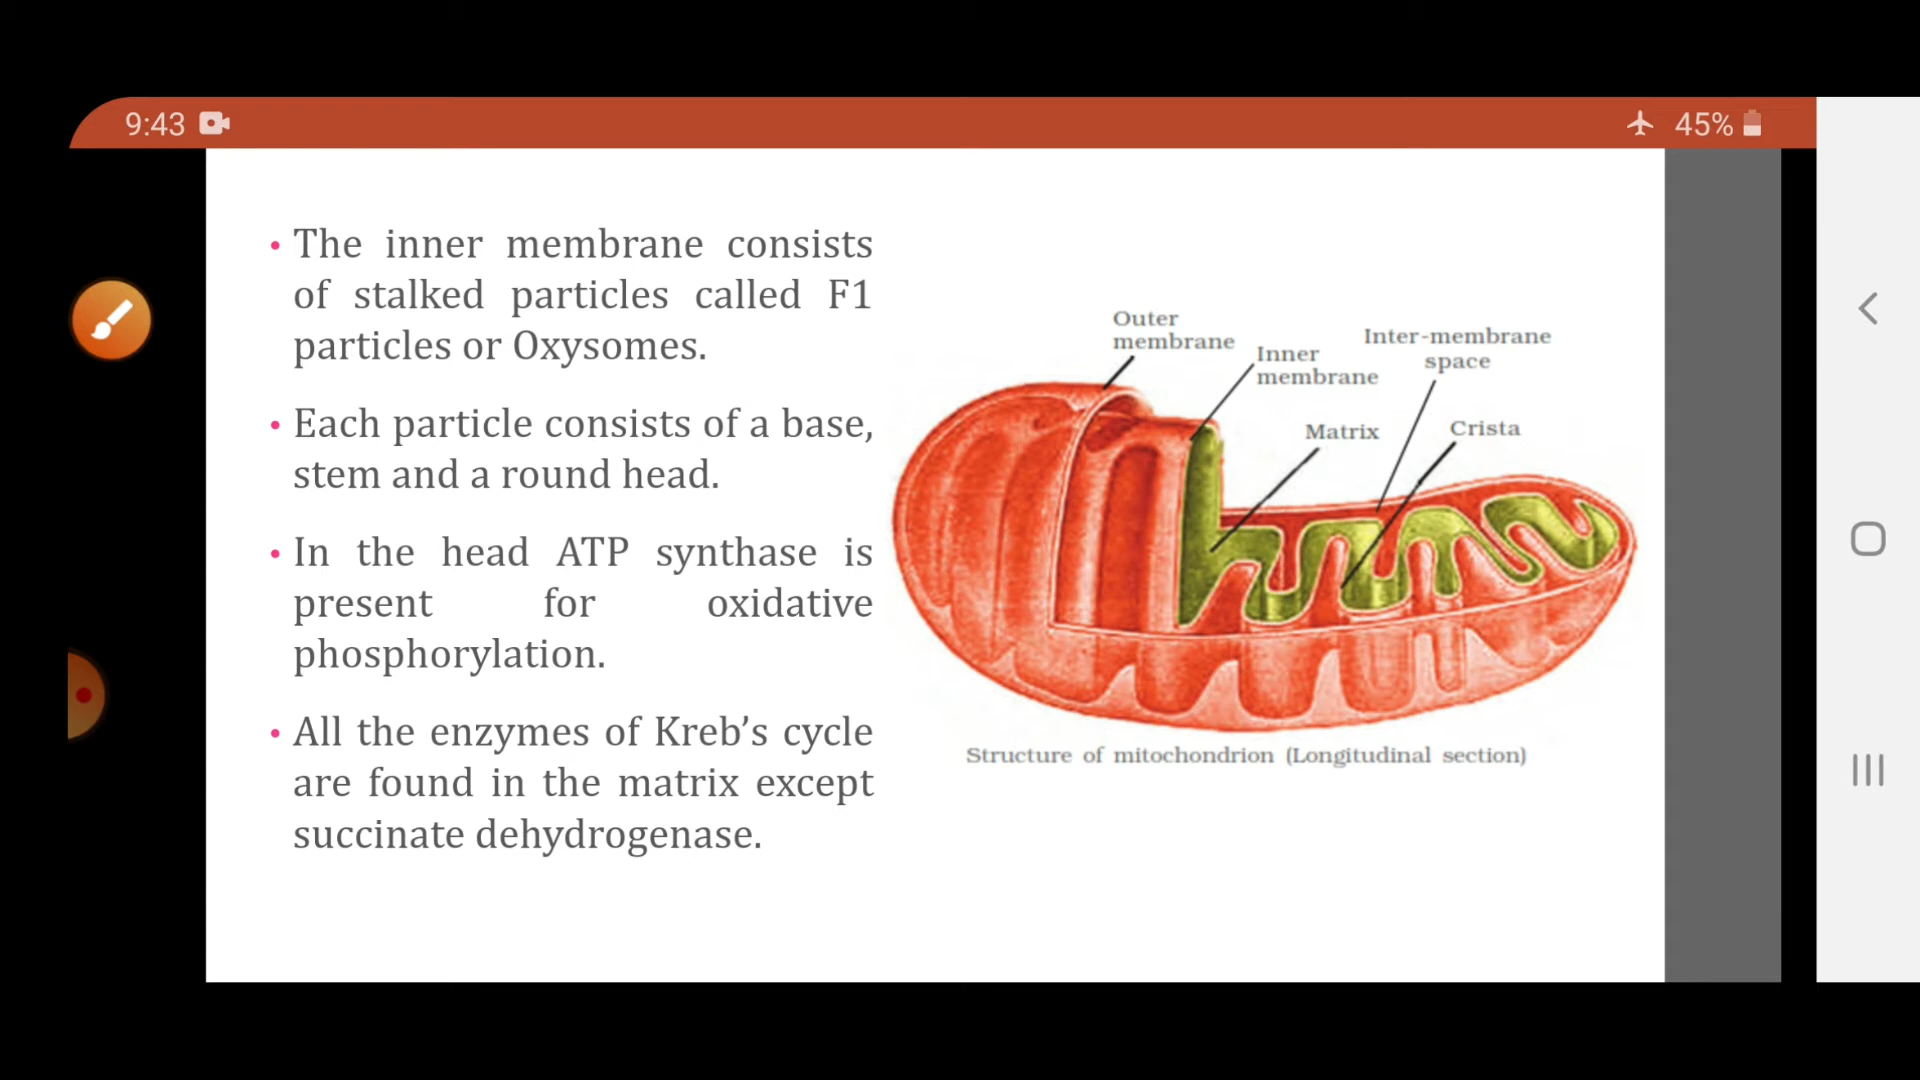 9:43
45%
• The inner membrane consists
of stalked particles called F1
particles or Oxysomes.
• Each particle consists of a base,
stem and a round head.
• In the head ATP synthase is
present for oxidative
phosphorylation.
• All the enzymes of Kreb’s cycle
are found in the matrix except
succinate dehydrogenase.
Outer
membrane
Inner
membrane
Inter-membrane
space
Matrix
Crista
Structure of mitochondrion (Longitudinal section)